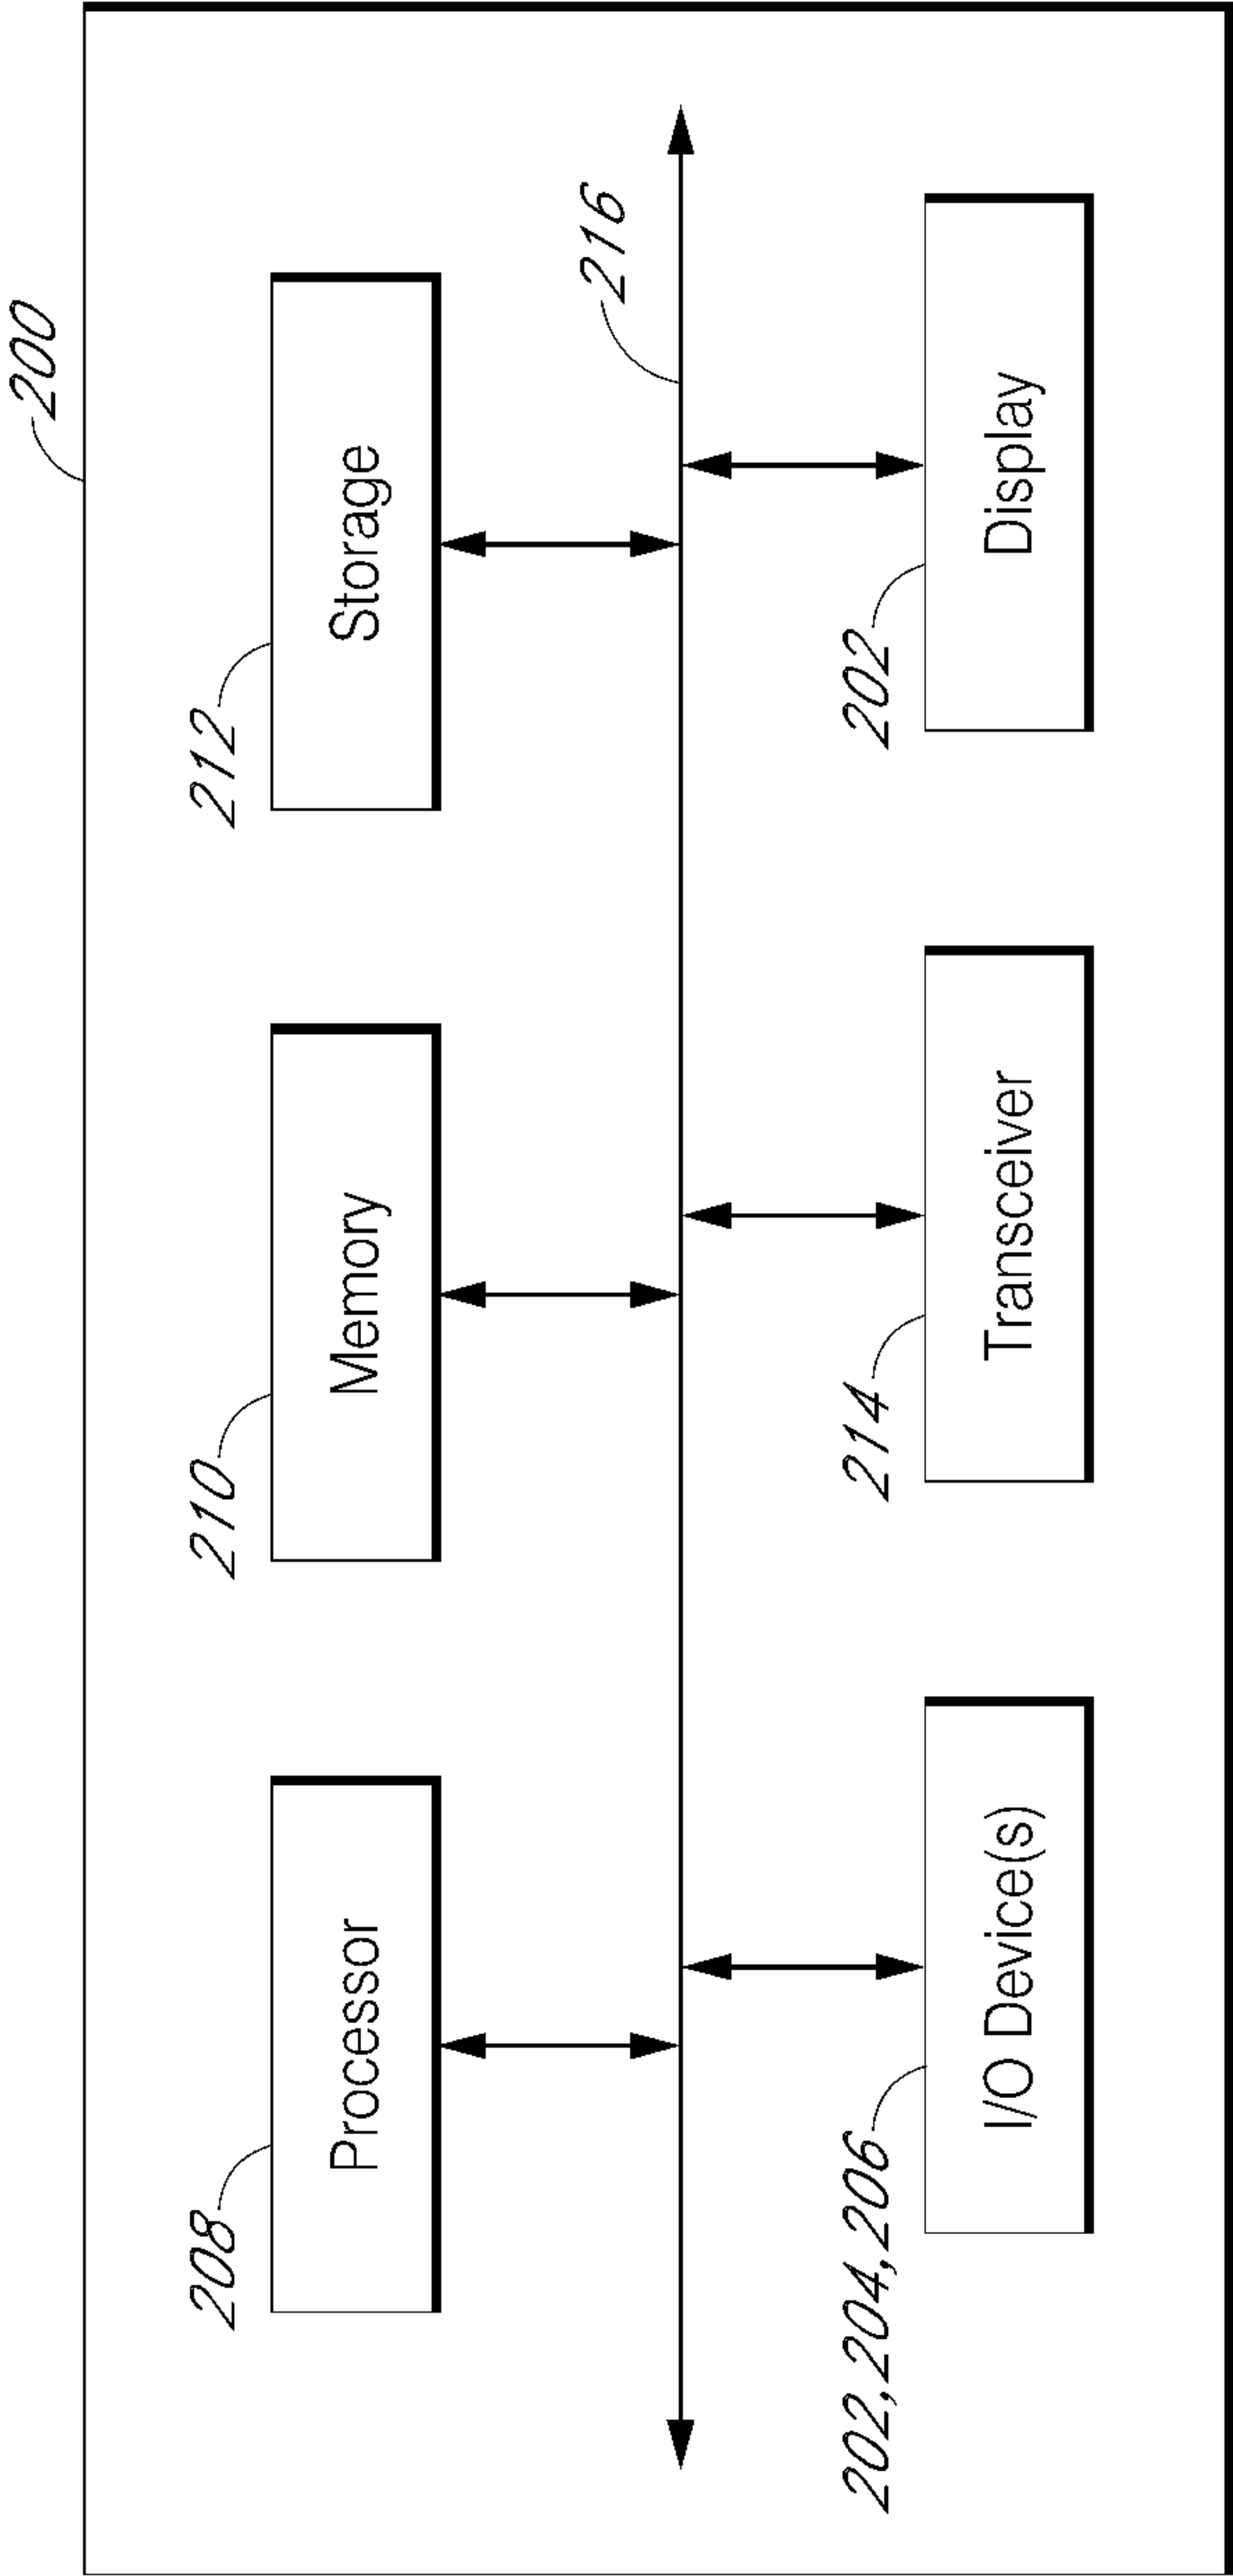 200
208
Processor
210
Memory
212
Storage
216
202,204,206
I/O Device(s)
214
Transceiver
202
Display